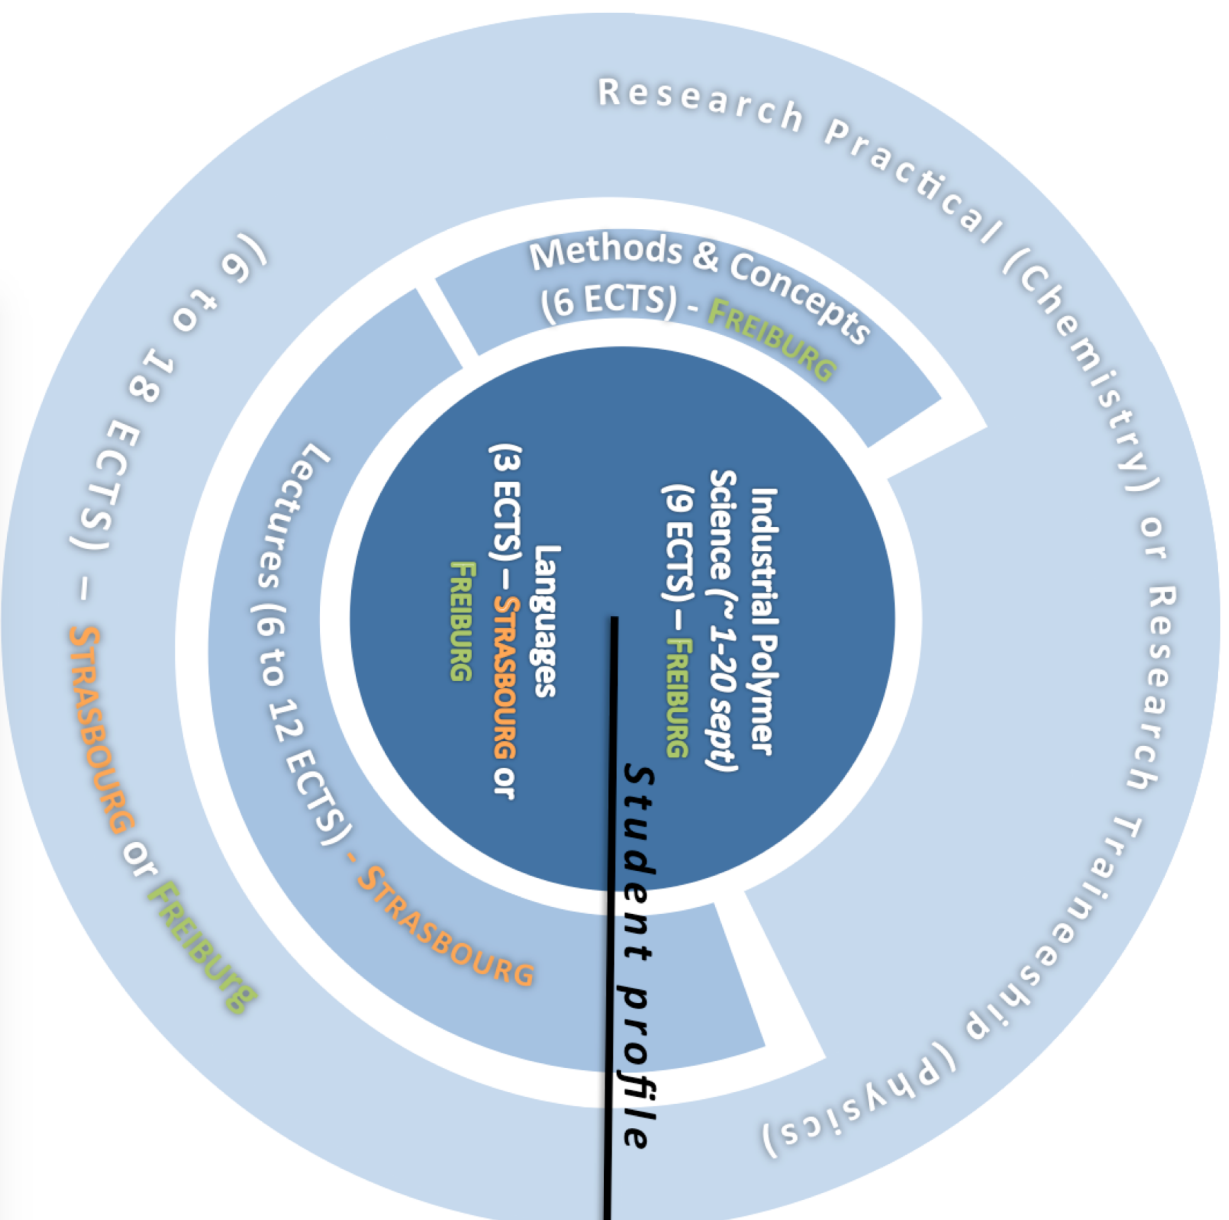 Research Practical (Chemistry) or Research Traineeship (Physics)
(6 to 18 ECTS) – STRASBOURG or FREIBUrg
Methods & Concepts
(6 ECTS) - FREIBURG
Lectures (6 to 12 ECTS) - STRASBOURG
Industrial Polymer
Science (~ 1-20 sept)
(9 ECTS) – FREIBURG
Languages
(3 ECTS) – STRASBOURG or
FREIBURG
Student profile